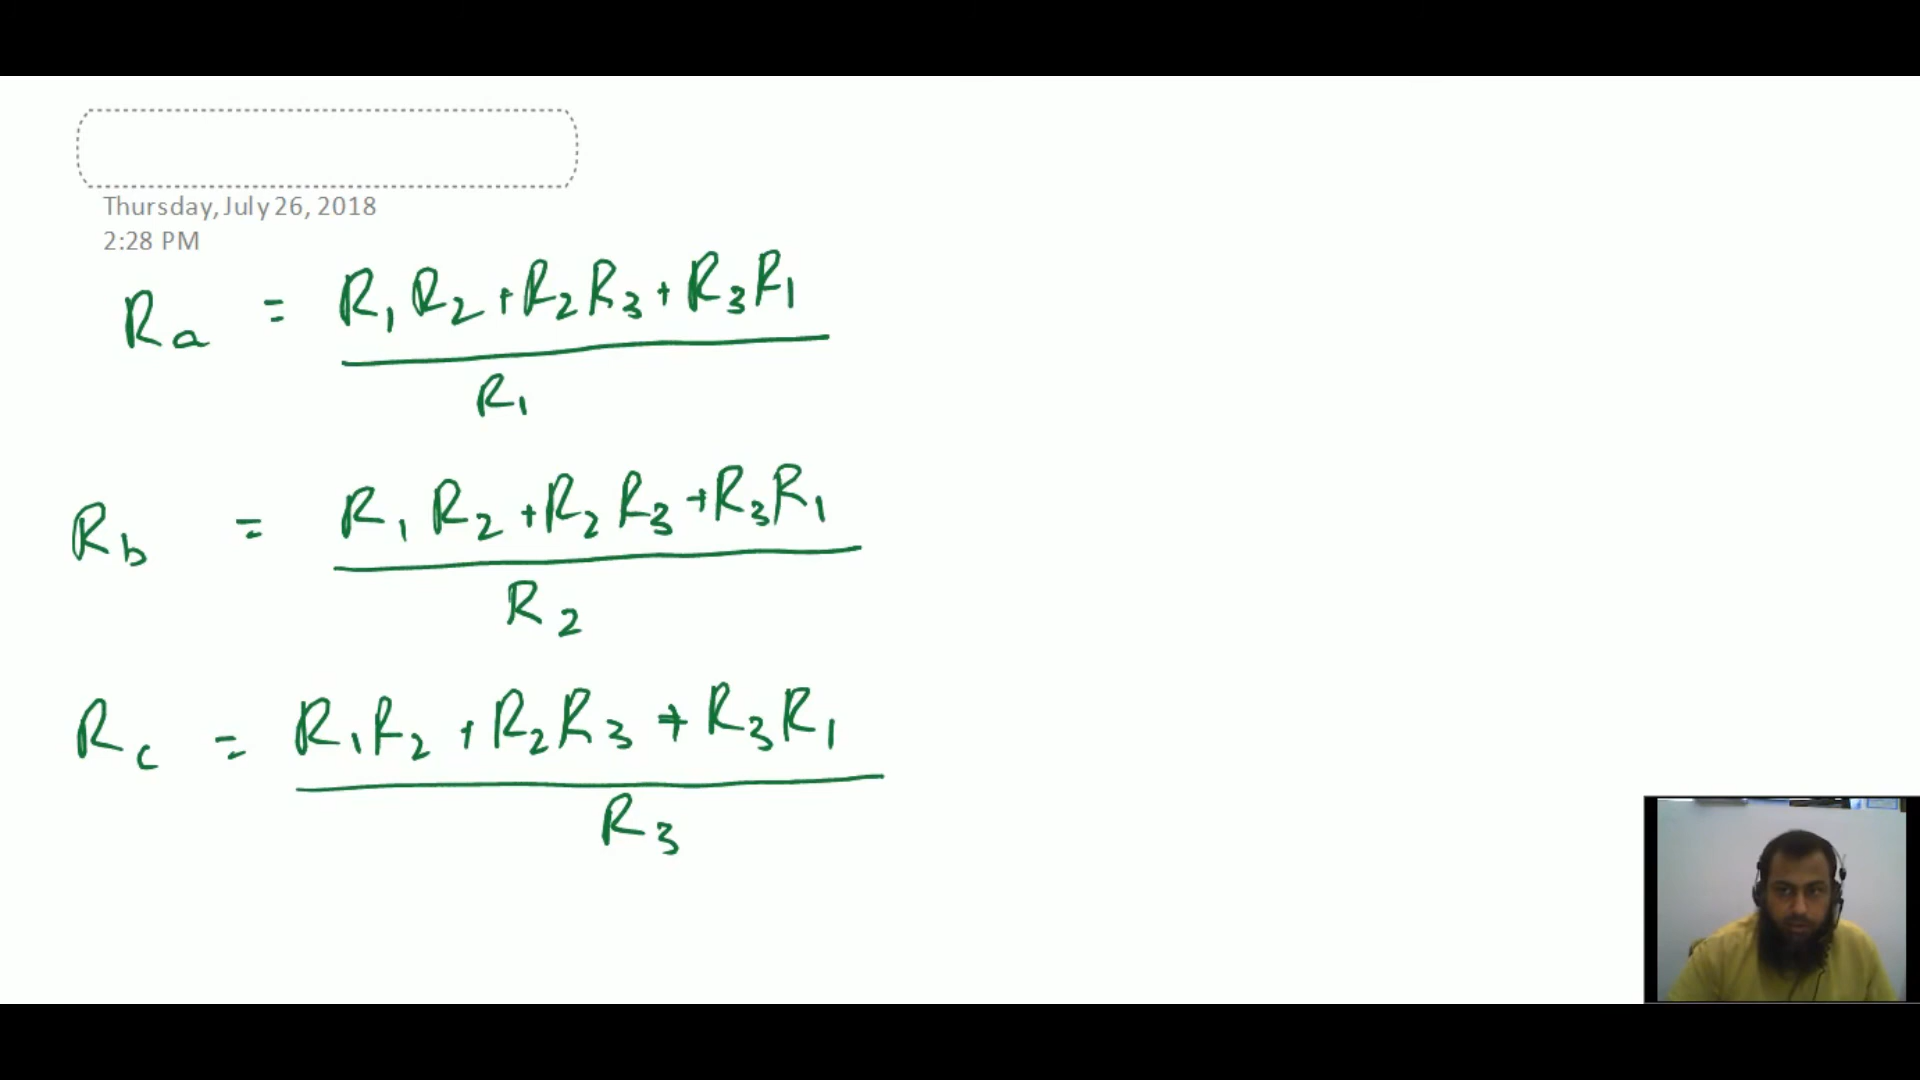 Thursday, July 26, 2018
2:28 PM
Ra = R1R2+R2R3+R3R1
R1
Rb = R1R2+R2R3+R3R1
R2
Rc = R1R2+R2R3+R3R1
R3